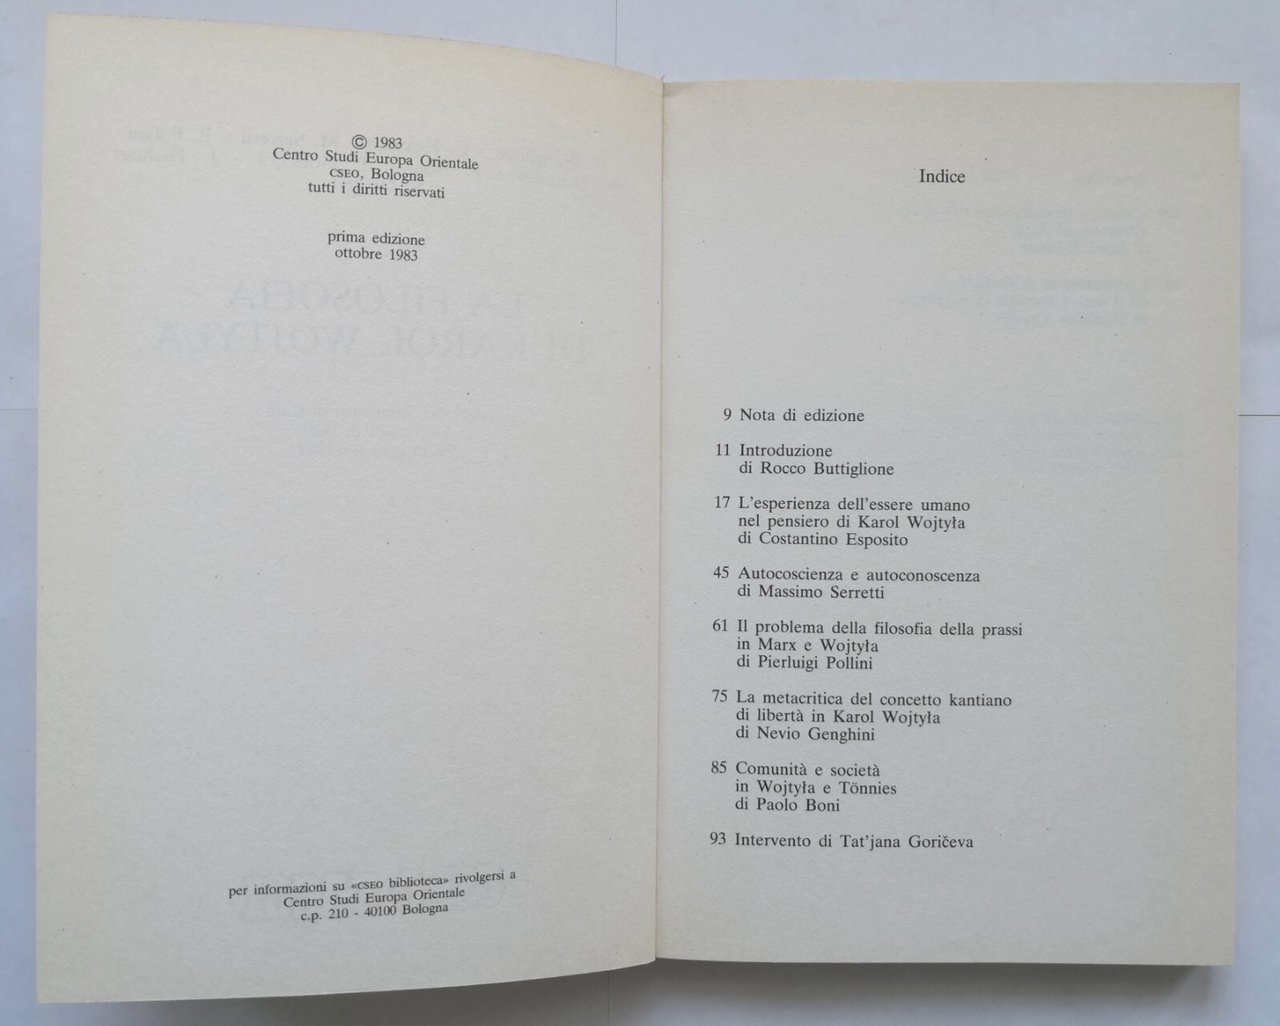 © 1983
Centro Studi Europa Orientale
CSEO, Bologna
tutti i diritti riservati
prima edizione
ottobre 1983
per informazioni su «CSEO biblioteca» rivolgersi a
Centro Studi Europa Orientale
c.p. 210 - 40100 Bologna
Indice
9 Nota di edizione
11 Introduzione
di Rocco Buttiglione
17 L'esperienza dell'essere umano
nel pensiero di Karol Wojtyła
di Costantino Esposito
45 Autocoscienza e autoconoscenza
di Massimo Serretti
61 Il problema della filosofia della prassi
in Marx e Wojtyła
di Pierluigi Pollini
75 La metacritica del concetto kantiano
di libertà in Karol Wojtyła
di Nevio Genghini
85 Comunità e società
in Wojtyła e Tönnies
di Paolo Boni
93 Intervento di Tat'jana Goričeva